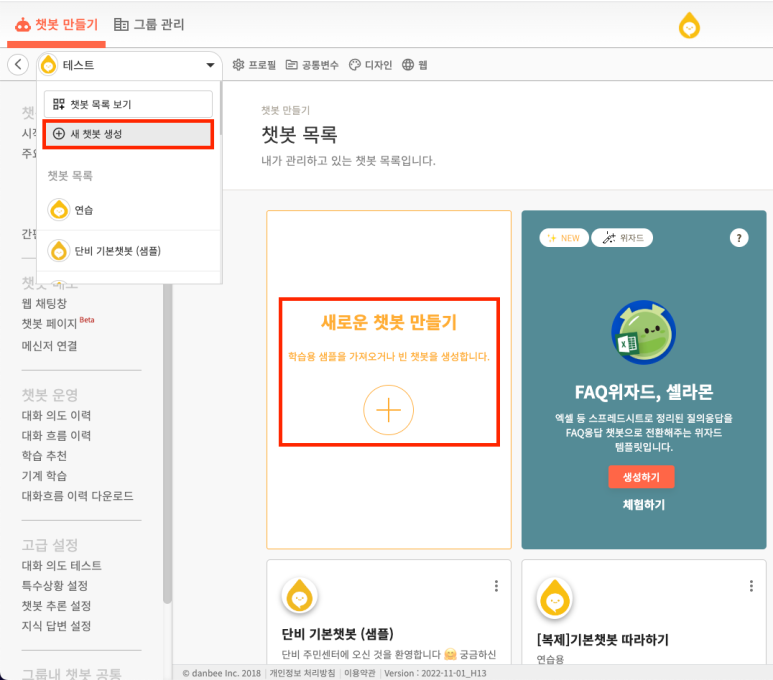 챗봇 만들기
그룹 관리
테스트
프로필
공통변수
디자인
웹
챗봇 목록 보기
새 챗봇 생성
챗봇 목록
연습
단비 기본챗봇 (샘플)
챗봇 만들기
챗봇 목록
내가 관리하고 있는 챗봇 목록입니다.
웹 채팅창
챗봇 페이지 Beta
메신저 연결
챗봇 운영
대화 의도 이력
대화 흐름 이력
학습 추천
기계 학습
대화흐름 이력 다운로드
고급 설정
대화 의도 테스트
특수상황 설정
챗봇 추론 설정
지식 답변 설정
그룹내 챗봇 공통
새로운 챗봇 만들기
학습용 샘플을 가져오거나 빈 챗봇을 생성합니다.
NEW
위자드
?
FAQ위자드, 셀라몬
엑셀 등 스프레드시트로 정리된 질의응답을
FAQ응답 챗봇으로 전환해주는 위자드
템플릿입니다.
생성하기
체험하기
단비 기본챗봇 (샘플)
단비 주민센터에 오신 것을 환영합니다 🤗 궁금하신
[복제]기본챗봇 따라하기
연습용
© danbee Inc. 2018 | 개인정보 처리방침 | 이용약관 | Version : 2022-11-01_H13